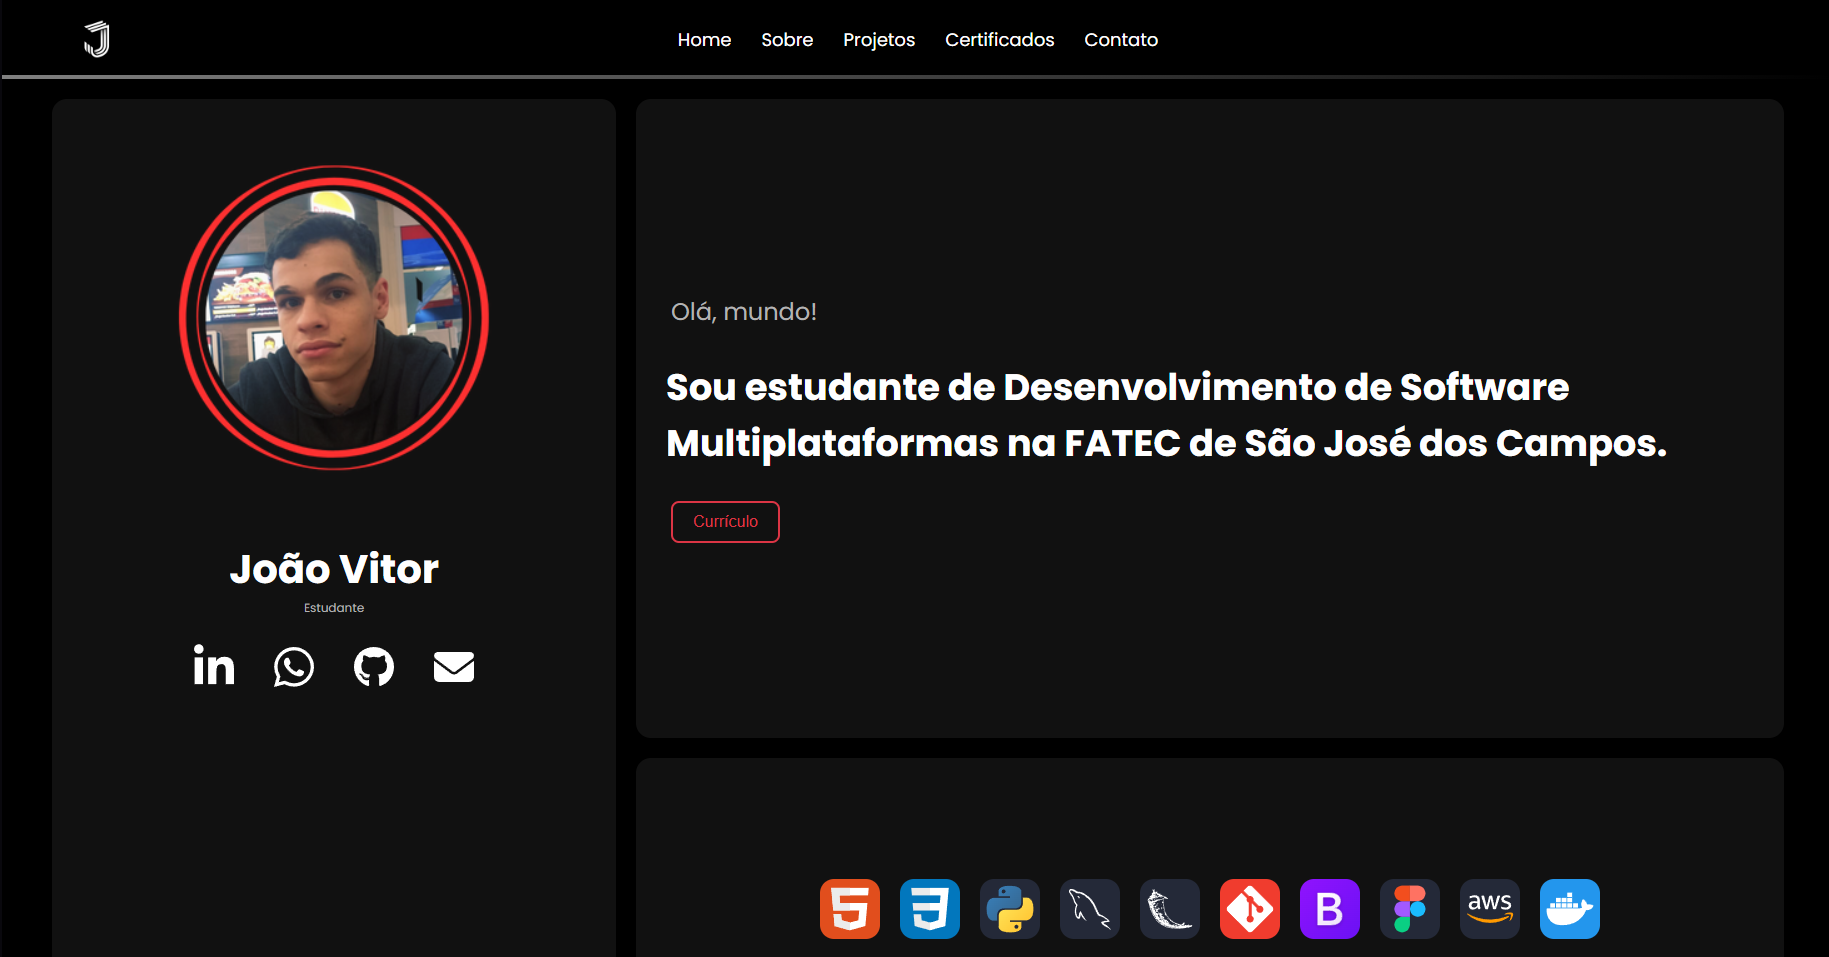 J
Home Sobre Projetos Certificados Contato
João Vitor
Estudante
in
Olá, mundo!
Sou estudante de Desenvolvimento de Software
Multiplataformas na FATEC de São José dos Campos.
Currículo
5 3 B aws